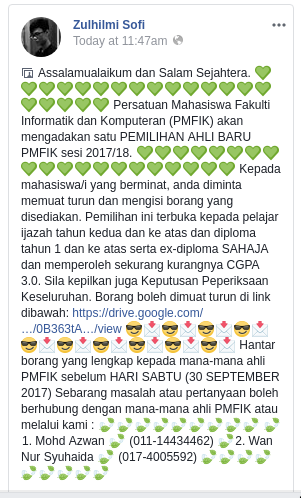 Zulhilmi Sofi
Today at 11:47am
Assalamualaikum dan Salam Sejahtera. 💚
💚💚💚💚💚💚💚💚💚💚💚💚💚💚
💚💚💚💚💚 Persatuan Mahasiswa Fakulti
Informatik dan Komputeran (PMFIK) akan
mengadakan satu PEMILIHAN AHLI BARU
PMFIK sesi 2017/18. 💚💚💚💚💚💚💚💚
💚💚💚💚💚💚💚💚💚💚💚💚 Kepada
mahasiswa/i yang berminat, anda diminta
memuat turun dan mengisi borang yang
disediakan. Pemilihan ini terbuka kepada pelajar
ijazah tahun kedua dan ke atas dan diploma
tahun 1 dan ke atas serta ex-diploma SAHAJA
dan memperoleh sekurang kurangnya CGPA
3.0. Sila kepilkan juga Keputusan Peperiksaan
Keseluruhan. Borang boleh dimuat turun di link
dibawah: https://drive.google.com/
…/0B363tA…/view 😎💌😎💌😎💌😎💌
😎💌😎💌😎💌😎💌😎💌😎💌 Hantar
borang yang lengkap kepada mana-mana ahli
PMFIK sebelum HARI SABTU (30 SEPTEMBER
2017) Sebarang masalah atau pertanyaan boleh
berhubung dengan mana-mana ahli PMFIK atau
melalui kami : 🍃🍃🍃🍃🍃🍃🍃🍃🍃🍃
1. Mohd Azwan 🍃 (011-14434462) 🍃2. Wan
Nur Syuhaida 🍃 (017-4005592) 🍃🍃🍃🍃
🍃🍃🍃🍃🍃